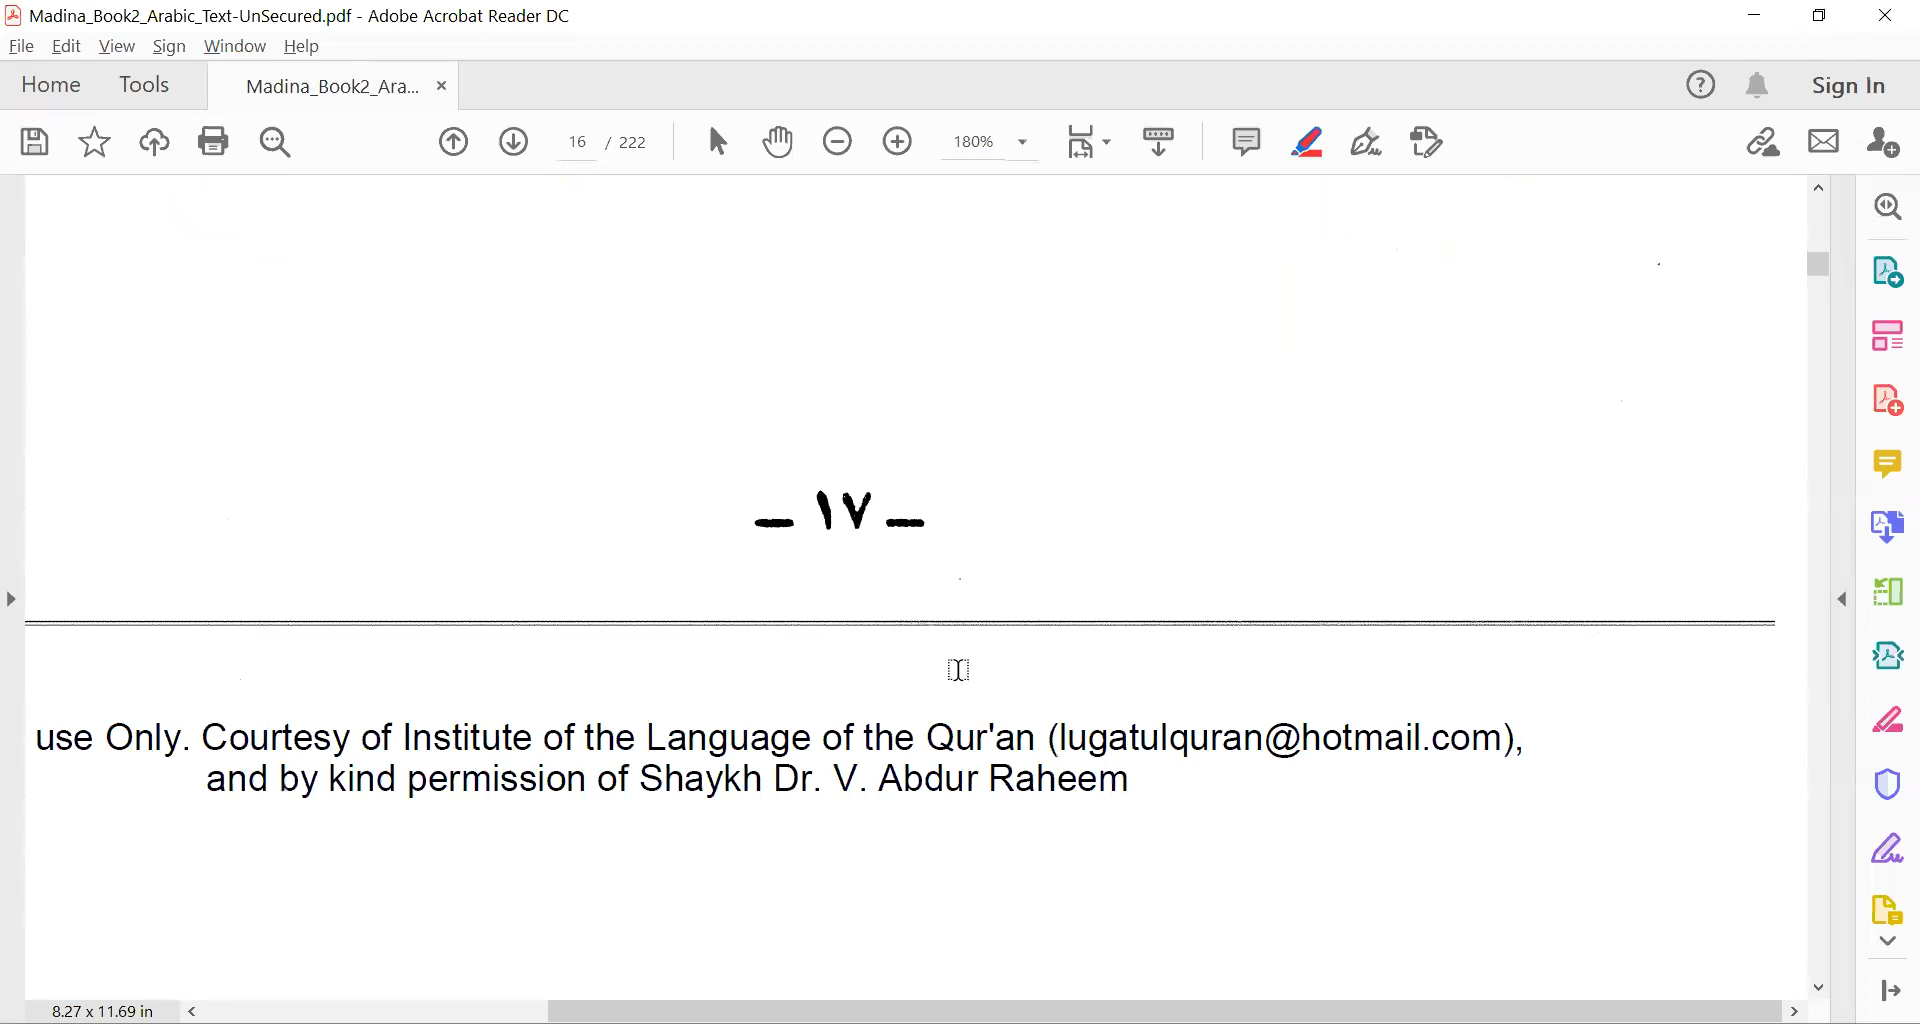 Madina_Book2_Arabic_Text-UnSecured.pdf - Adobe Acrobat Reader DC
File Edit View Sign Window Help
Home Tools Madina_Book2_Ara... × Sign In
16 / 222 180%
– ١٧ –
use Only. Courtesy of Institute of the Language of the Qur'an (lugatulquran@hotmail.com),
and by kind permission of Shaykh Dr. V. Abdur Raheem
8.27 x 11.69 in